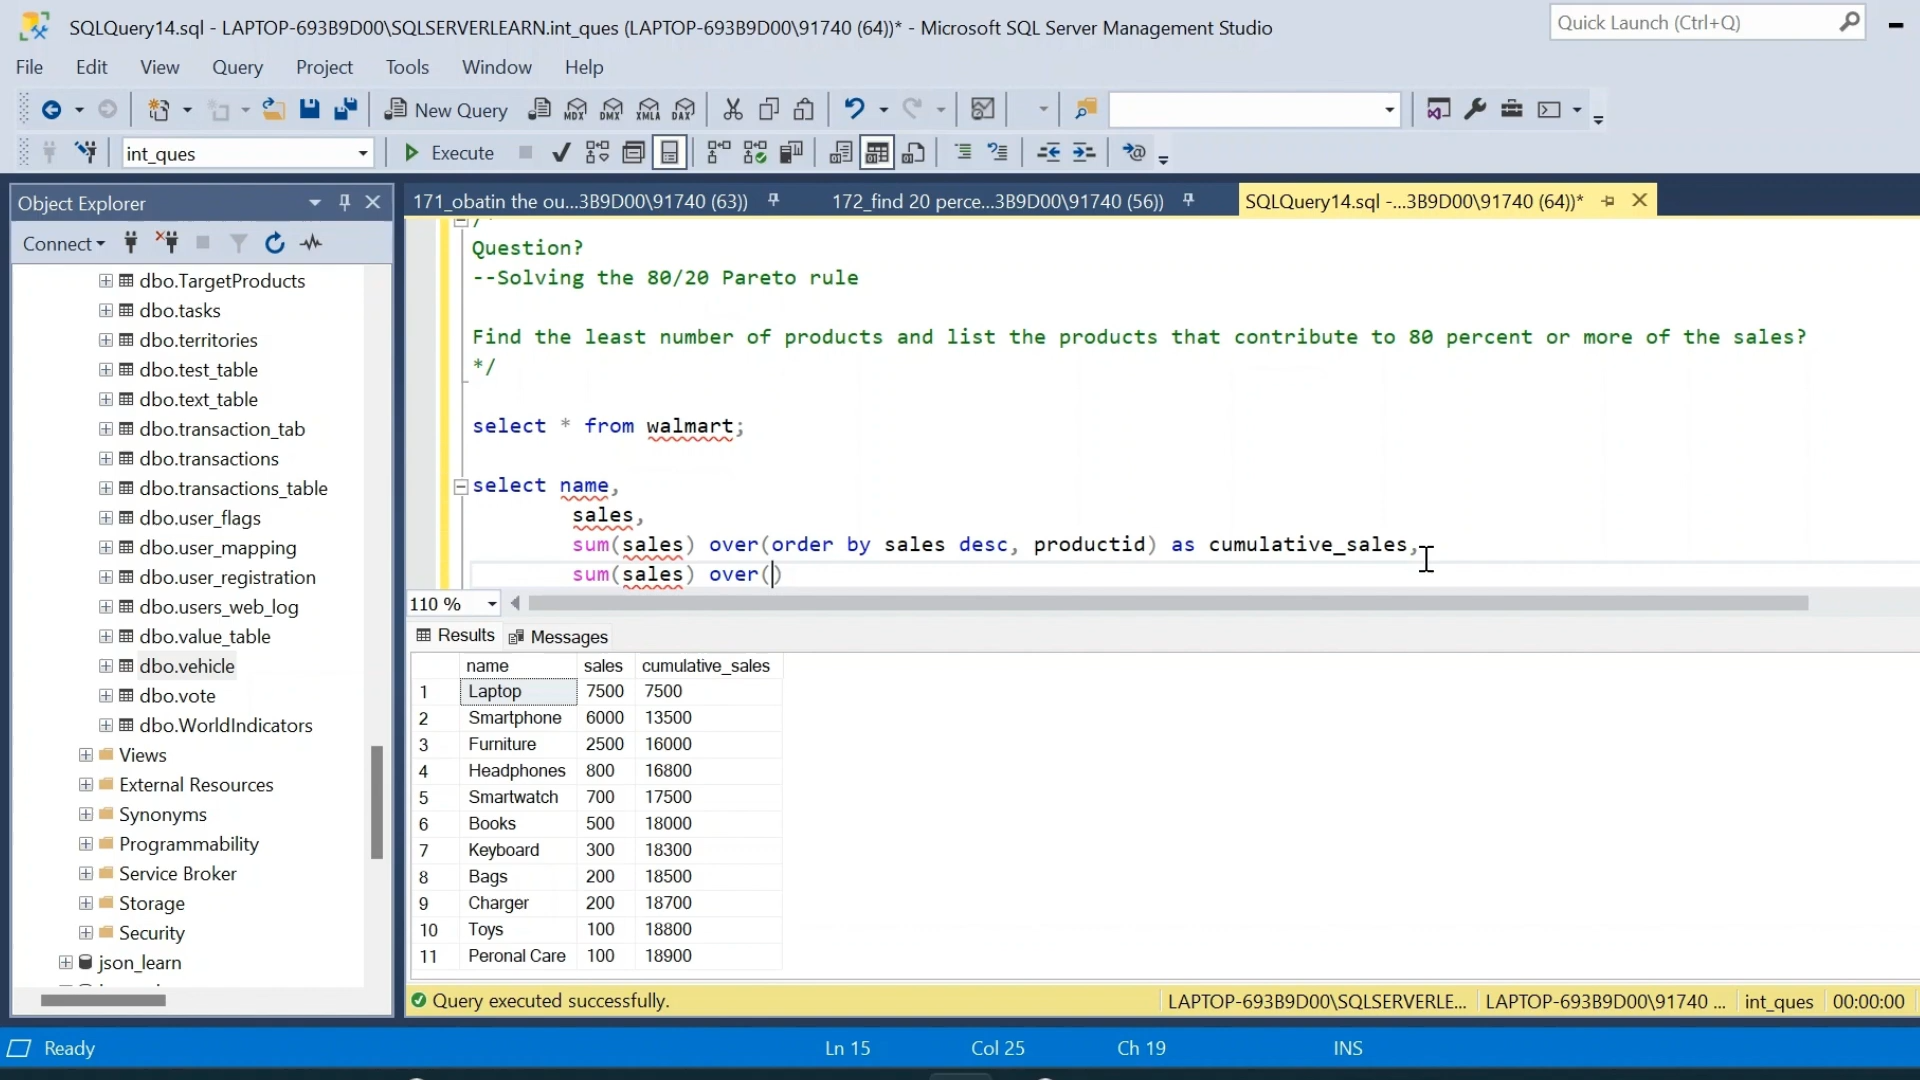 SQLQuery14.sql - LAPTOP-693B9D00\SQLSERVERLEARN.int_ques (LAPTOP-693B9D00\91740 (64))* - Microsoft SQL Server Management Studio
Quick Launch (Ctrl+Q)
File Edit View Query Project Tools Window Help
New Query
MDX DMX XMLA DAX
int_ques
Execute
Object Explorer
171_obatin the ou...3B9D00\91740 (63))
172_find 20 perce...3B9D00\91740 (56))
SQLQuery14.sql -...3B9D00\91740 (64))*
Connect
dbo.TargetProducts
dbo.tasks
dbo.territories
dbo.test_table
dbo.text_table
dbo.transaction_tab
dbo.transactions
dbo.transactions_table
dbo.user_flags
dbo.user_mapping
dbo.user_registration
dbo.users_web_log
dbo.value_table
dbo.vehicle
dbo.vote
dbo.WorldIndicators
Views
External Resources
Synonyms
Programmability
Service Broker
Storage
Security
json_learn
Question?
--Solving the 80/20 Pareto rule
Find the least number of products and list the products that contribute to 80 percent or more of the sales?
*/
select * from walmart;
select name,
sales,
sum(sales) over(order by sales desc, productid) as cumulative_sales,
sum(sales) over()
110 %
Results Messages
name sales cumulative_sales
1 Laptop 7500 7500
2 Smartphone 6000 13500
3 Furniture 2500 16000
4 Headphones 800 16800
5 Smartwatch 700 17500
6 Books 500 18000
7 Keyboard 300 18300
8 Bags 200 18500
9 Charger 200 18700
10 Toys 100 18800
11 Peronal Care 100 18900
Query executed successfully.
LAPTOP-693B9D00\SQLSERVERLE... LAPTOP-693B9D00\91740 ... int_ques 00:00:00
Ready Ln 15 Col 25 Ch 19 INS